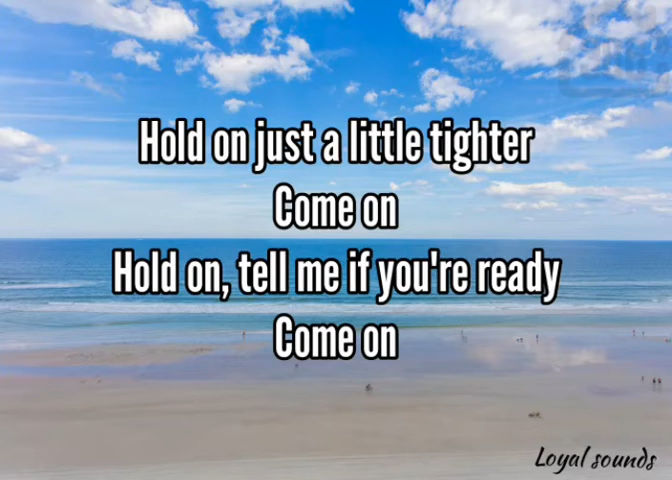 Hold on just a little tighter
Come on
Hold on, tell me if you're ready
Come on
Loyal sounds